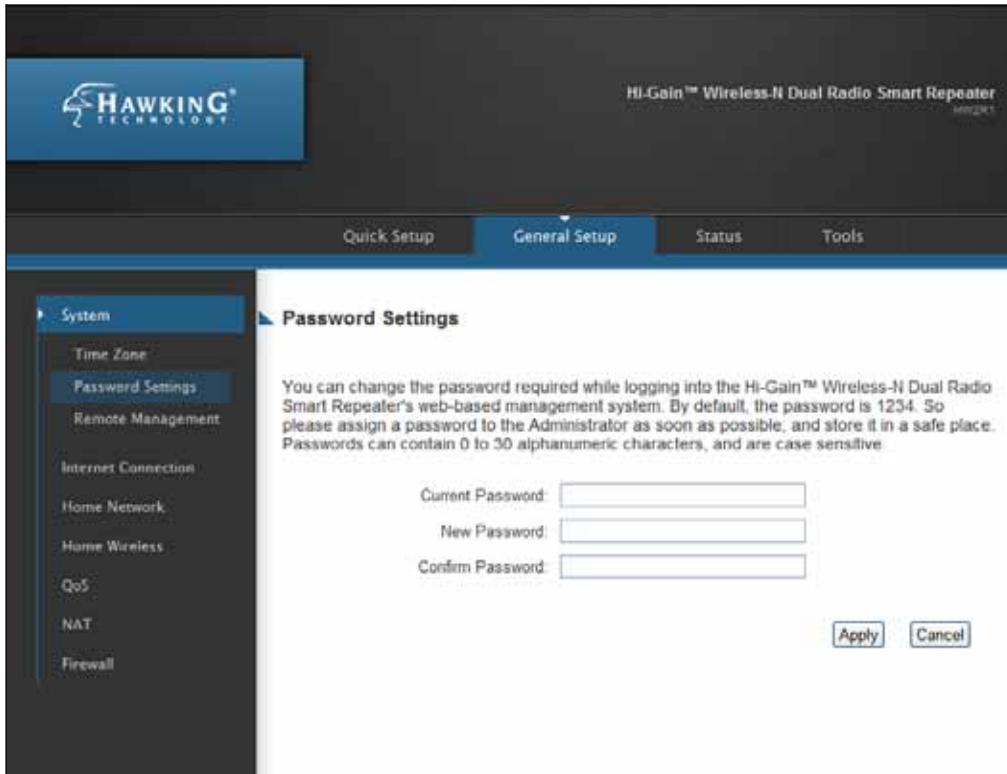 HAWKING®
TECHNOLOGY
Hi-Gain™ Wireless-N Dual Radio Smart Repeater
Quick Setup
General Setup
Status
Tools
System
Time Zone
Password Settings
Remote Management
Internet Connection
Home Network
Home Wireless
QoS
NAT
Firewall
Password Settings
You can change the password required while logging into the Hi-Gain™ Wireless-N Dual Radio
Smart Repeater's web-based management system. By default, the password is 1234. So
please assign a password to the Administrator as soon as possible, and store it in a safe place.
Passwords can contain 0 to 30 alphanumeric characters, and are case sensitive.
Current Password:
New Password:
Confirm Password:
Apply
Cancel